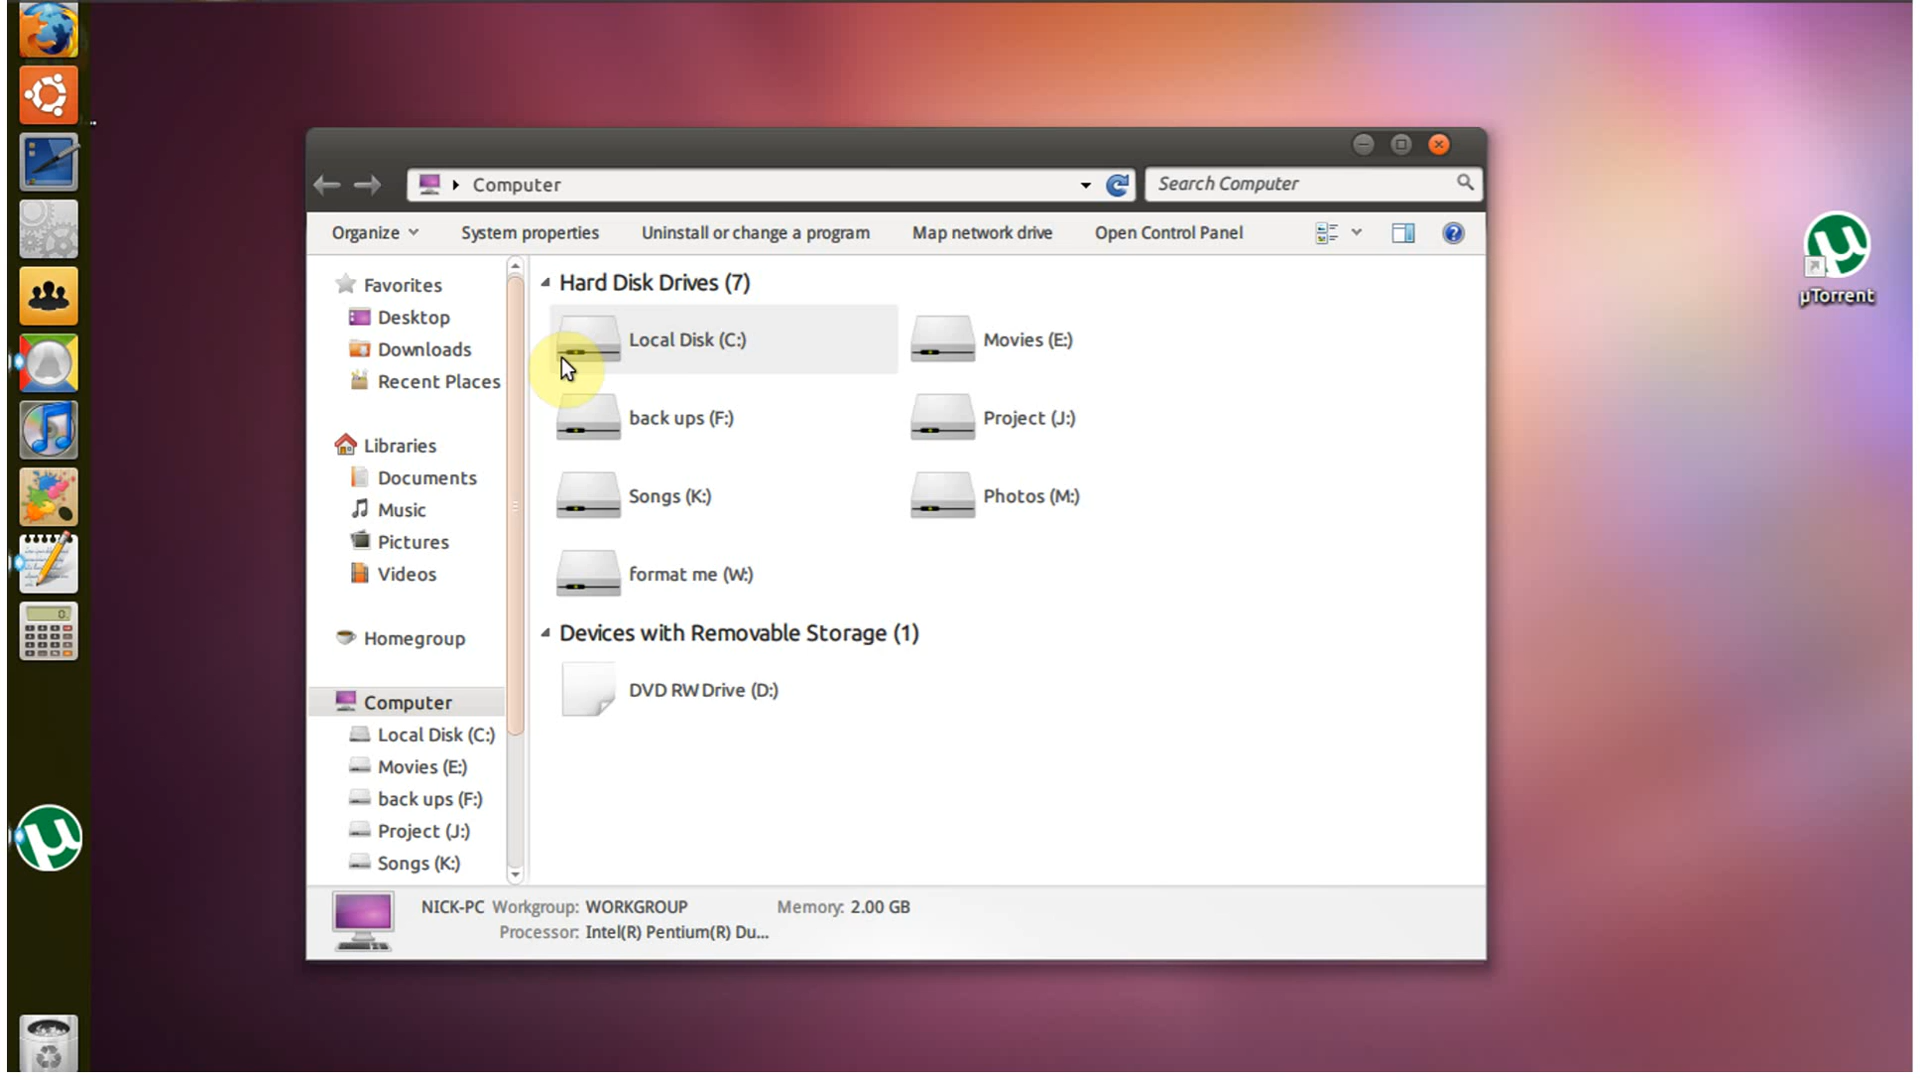 Computer
Search Computer
Organize System properties Uninstall or change a program Map network drive Open Control Panel
Favorites
Desktop
Downloads
Recent Places
Libraries
Documents
Music
Pictures
Videos
Homegroup
Computer
Local Disk (C:)
Movies (E:)
back ups (F:)
Project (J:)
Songs (K:)
Hard Disk Drives (7)
Local Disk (C:) Movies (E:)
back ups (F:) Project (J:)
Songs (K:) Photos (M:)
format me (W:)
Devices with Removable Storage (1)
DVD RW Drive (D:)
NICK-PC Workgroup: WORKGROUP Memory: 2.00 GB
Processor: Intel(R) Pentium(R) Du...
µTorrent